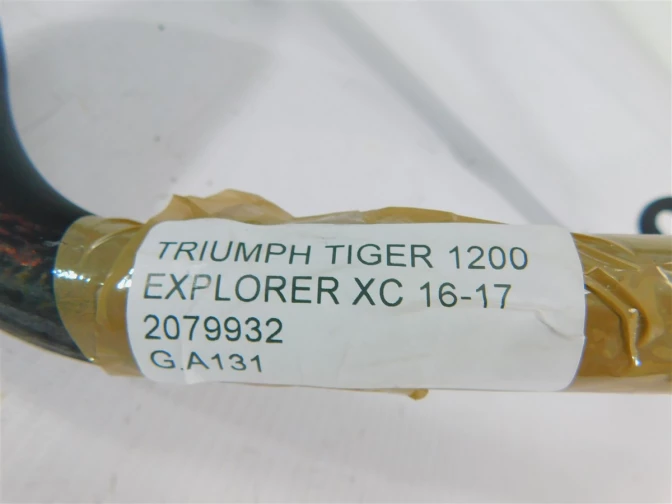 TRIUMPH TIGER 1200
EXPLORER XC 16-17
2079932
G.A131